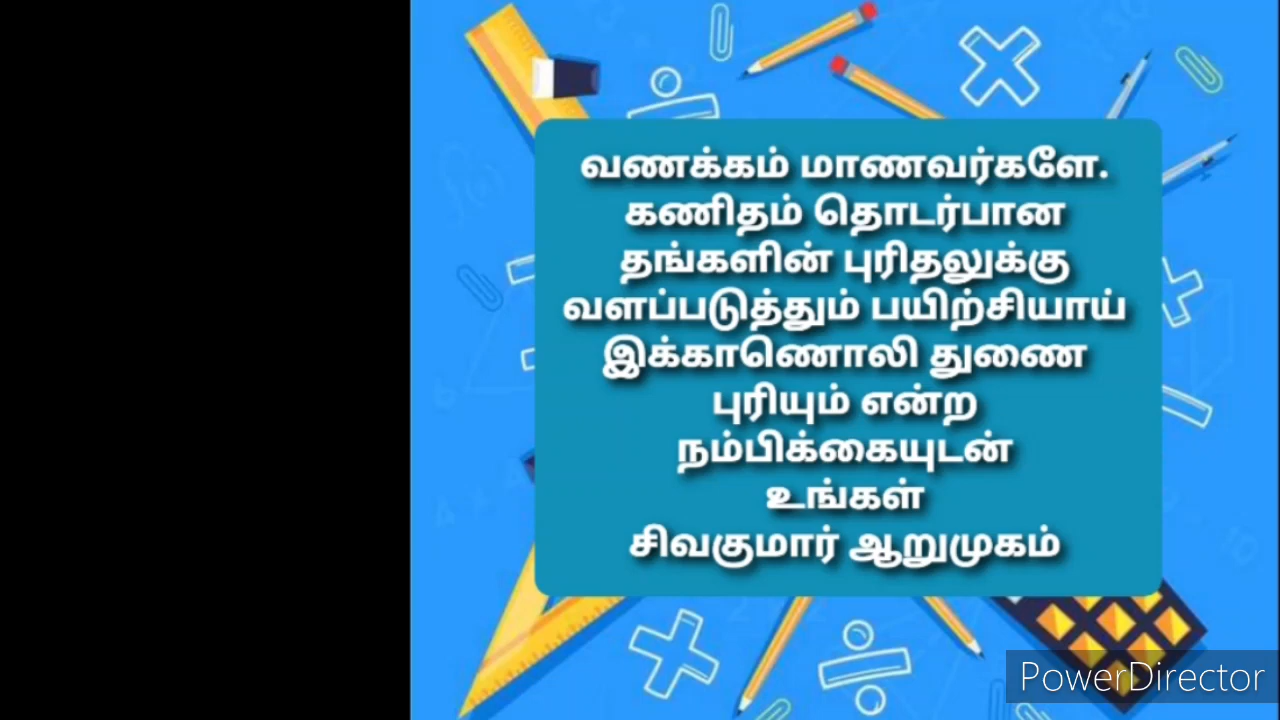 வணக்கம் மாணவர்களே.
கணிதம் தொடர்பான
தங்களின் புரிதலுக்கு
வளப்படுத்தும் பயிற்சியாய்
இக்காணொலி துணை
புரியும் என்ற
நம்பிக்கையுடன்
உங்கள்
சிவகுமார் ஆறுமுகம்
PowerDirector